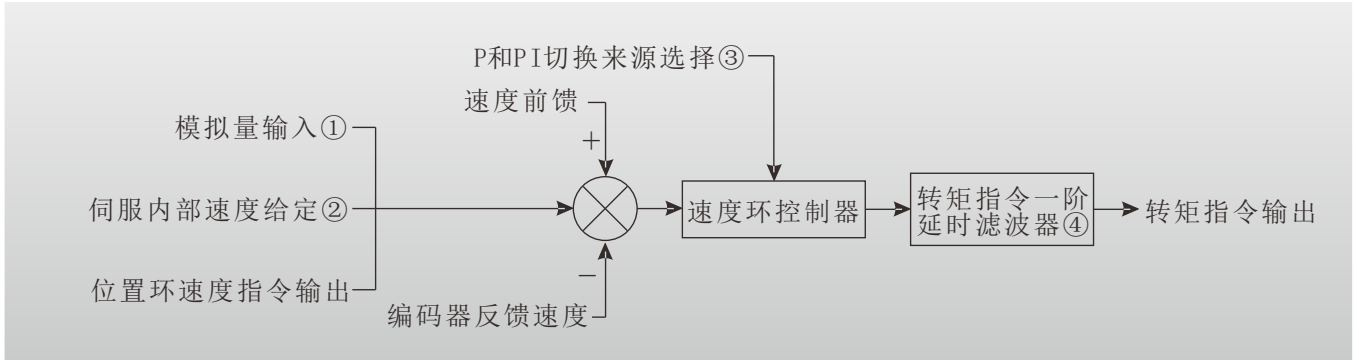 P和PI切换来源选择③
速度前馈
模拟量输入①
+
伺服内部速度给定②
速度环控制器
转矩指令一阶
延时滤波器④
转矩指令输出
−
位置环速度指令输出
编码器反馈速度